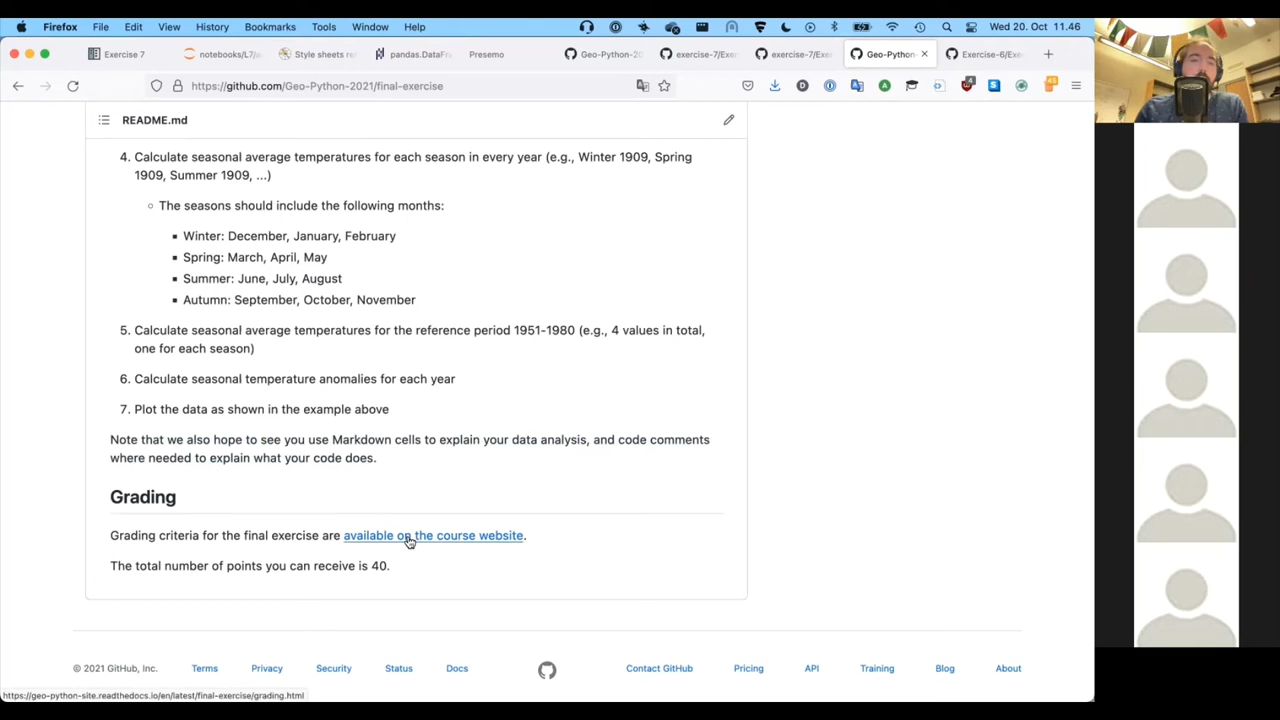 Firefox File Edit View History Bookmarks Tools Window Help Wed 20. Oct 11.46
Exercise 7 notebooks/L7/a Style sheets re pandas.DataFra Presemo Geo-Python-20 exercise-7/Exer exercise-7/Exer Geo-Python- Exercise-6/Exe
https://github.com/Geo-Python-2021/final-exercise
README.md
4. Calculate seasonal average temperatures for each season in every year (e.g., Winter 1909, Spring
1909, Summer 1909, ...)
The seasons should include the following months:
Winter: December, January, February
Spring: March, April, May
Summer: June, July, August
Autumn: September, October, November
5. Calculate seasonal average temperatures for the reference period 1951-1980 (e.g., 4 values in total,
one for each season)
6. Calculate seasonal temperature anomalies for each year
7. Plot the data as shown in the example above
Note that we also hope to see you use Markdown cells to explain your data analysis, and code comments
where needed to explain what your code does.
Grading
Grading criteria for the final exercise are available on the course website.
The total number of points you can receive is 40.
© 2021 GitHub, Inc. Terms Privacy Security Status Docs Contact GitHub Pricing API Training Blog About
https://geo-python-site.readthedocs.io/en/latest/final-exercise/grading.html